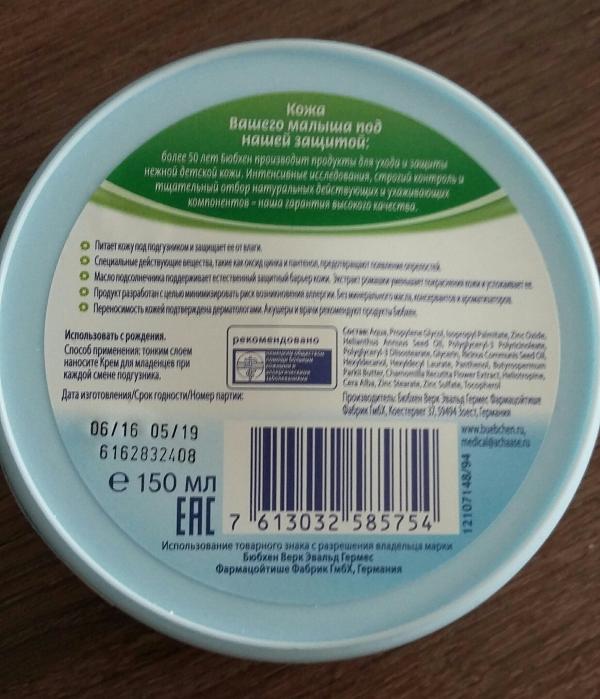 Кожа
Вашего малыша под
нашей защитой:
более 50 лет Бюбхен производит продукты для ухода и защиты
нежной детской кожи. Интенсивные исследования, строгий контроль и
тщательный отбор натуральных действующих и ухаживающих
компонентов – наша гарантия высокого качества.
Питает кожу под подгузником и защищает ее от влаги.
Специальные действующие вещества, такие как оксид цинка и пантенол, предотвращают появление опрелостей.
Масло подсолнечника поддерживает естественный защитный барьер кожи. Экстракт ромашки уменьшает покраснения кожи и успокаивает ее.
Продукт разработан с целью минимизировать риск возникновения аллергии. Без минерального масла, консервантов и ароматизаторов.
Переносимость кожей подтверждена дерматологами. Акушеры и врачи рекомендуют продукты Бюбхен.
Использовать с рождения.
Способ применения: тонким слоем
наносите Крем для младенцев при
каждой смене подгузника.
рекомендовано
немецким обществом
помощи больным
кожными и
аллергическими
заболеваниями
Состав: Aqua, Propylene Glycol, Isopropyl Palmitate, Zinc Oxide,
Helianthus Annuus Seed Oil, Polyglyceryl-3 Polyricinoleate,
Polyglyceryl-3 Diisostearate, Glycerin, Ricinus Communis Seed Oil,
Hexyldecanol, Hexyldecyl Laurate, Panthenol, Butyrospermum
Parkii Butter, Chamomilla Recutita Flower Extract, Heliotropine,
Cera Alba, Zinc Stearate, Zinc Sulfate, Tocopherol
Дата изготовления/Срок годности/Номер партии:
Производитель: Бюбхен Верк Эвальд Гермес Фармацойтише
Фабрик ГмбХ, Коестервег 37, 59494 Зоест, Германия
www.buebchen.ru,
medical@achaase.ru
06/16 05/19
6162832408
℮ 150 мл
EAC
7 613032 585754
12107148/94
Использование товарного знака с разрешения владельца марки
Бюбхен Верк Эвальд Гермес
Фармацойтише Фабрик ГмбХ, Германия